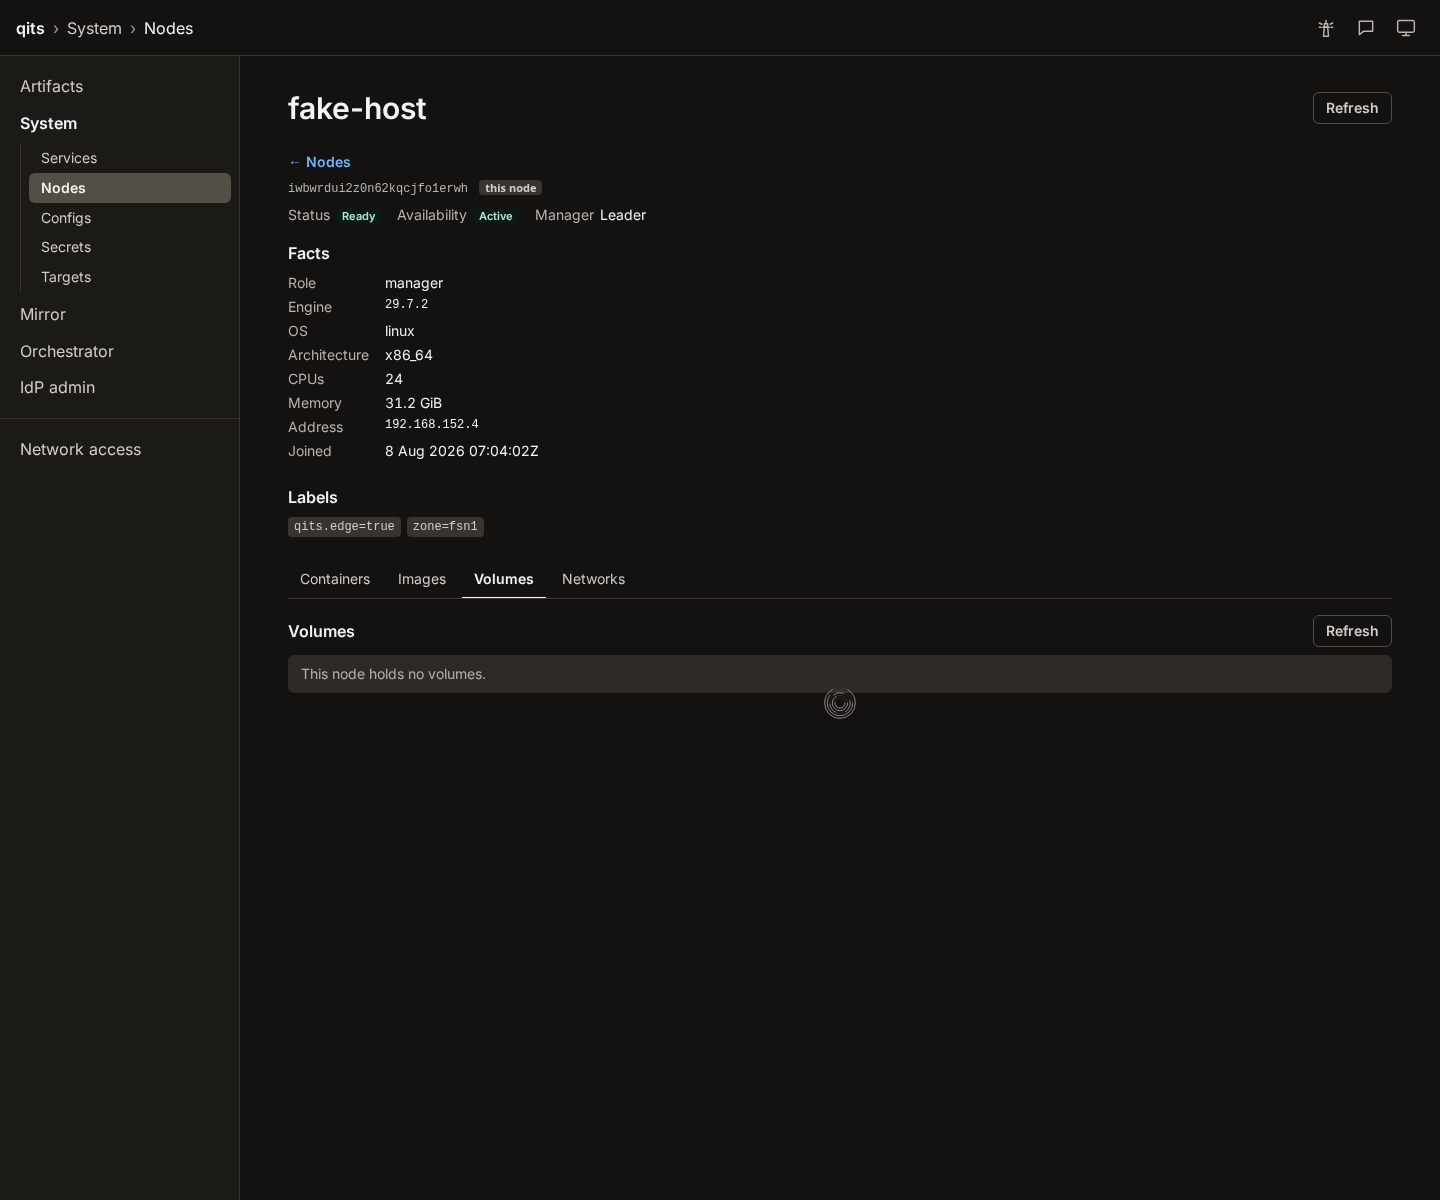 qits › System › Nodes
Artifacts
System
Services
Nodes
Configs
Secrets
Targets
Mirror
Orchestrator
IdP admin
Network access
fake-host
Refresh
← Nodes
iwbwrdui2z0n62kqcjfo1erwh this node
Status Ready Availability Active Manager Leader
Facts
Role manager
Engine 29.7.2
OS linux
Architecture x86_64
CPUs 24
Memory 31.2 GiB
Address 192.168.152.4
Joined 8 Aug 2026 07:04:02Z
Labels
qits.edge=true zone=fsn1
Containers Images Volumes Networks
Volumes
Refresh
This node holds no volumes.